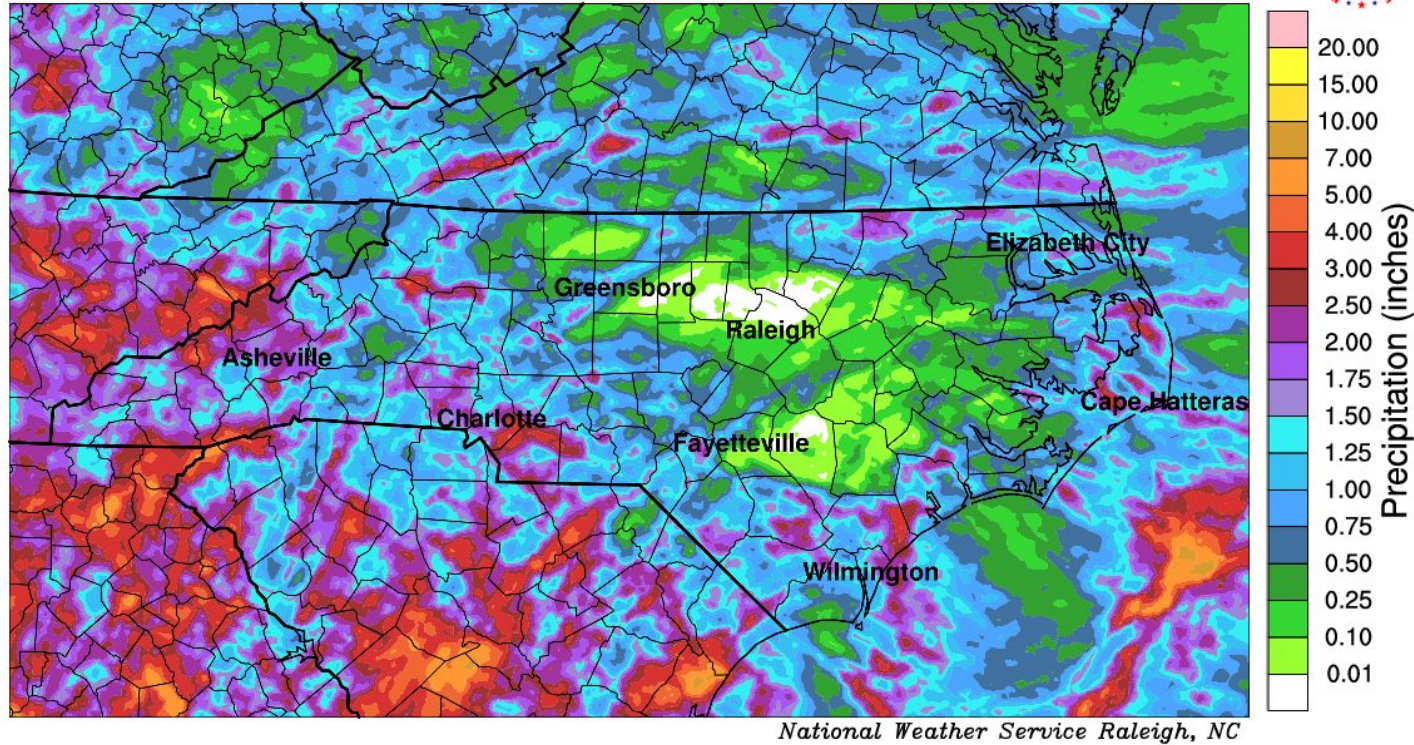 20.00
15.00
10.00
7.00
5.00
4.00
3.00
2.50
2.00
1.75
1.50
1.25
1.00
0.75
0.50
0.25
0.10
0.01
Precipitation (inches)
Elizabeth City
Greensboro
Raleigh
Asheville
Cape Hatteras
Charlotte
Fayetteville
Wilmington
National Weather Service Raleigh, NC